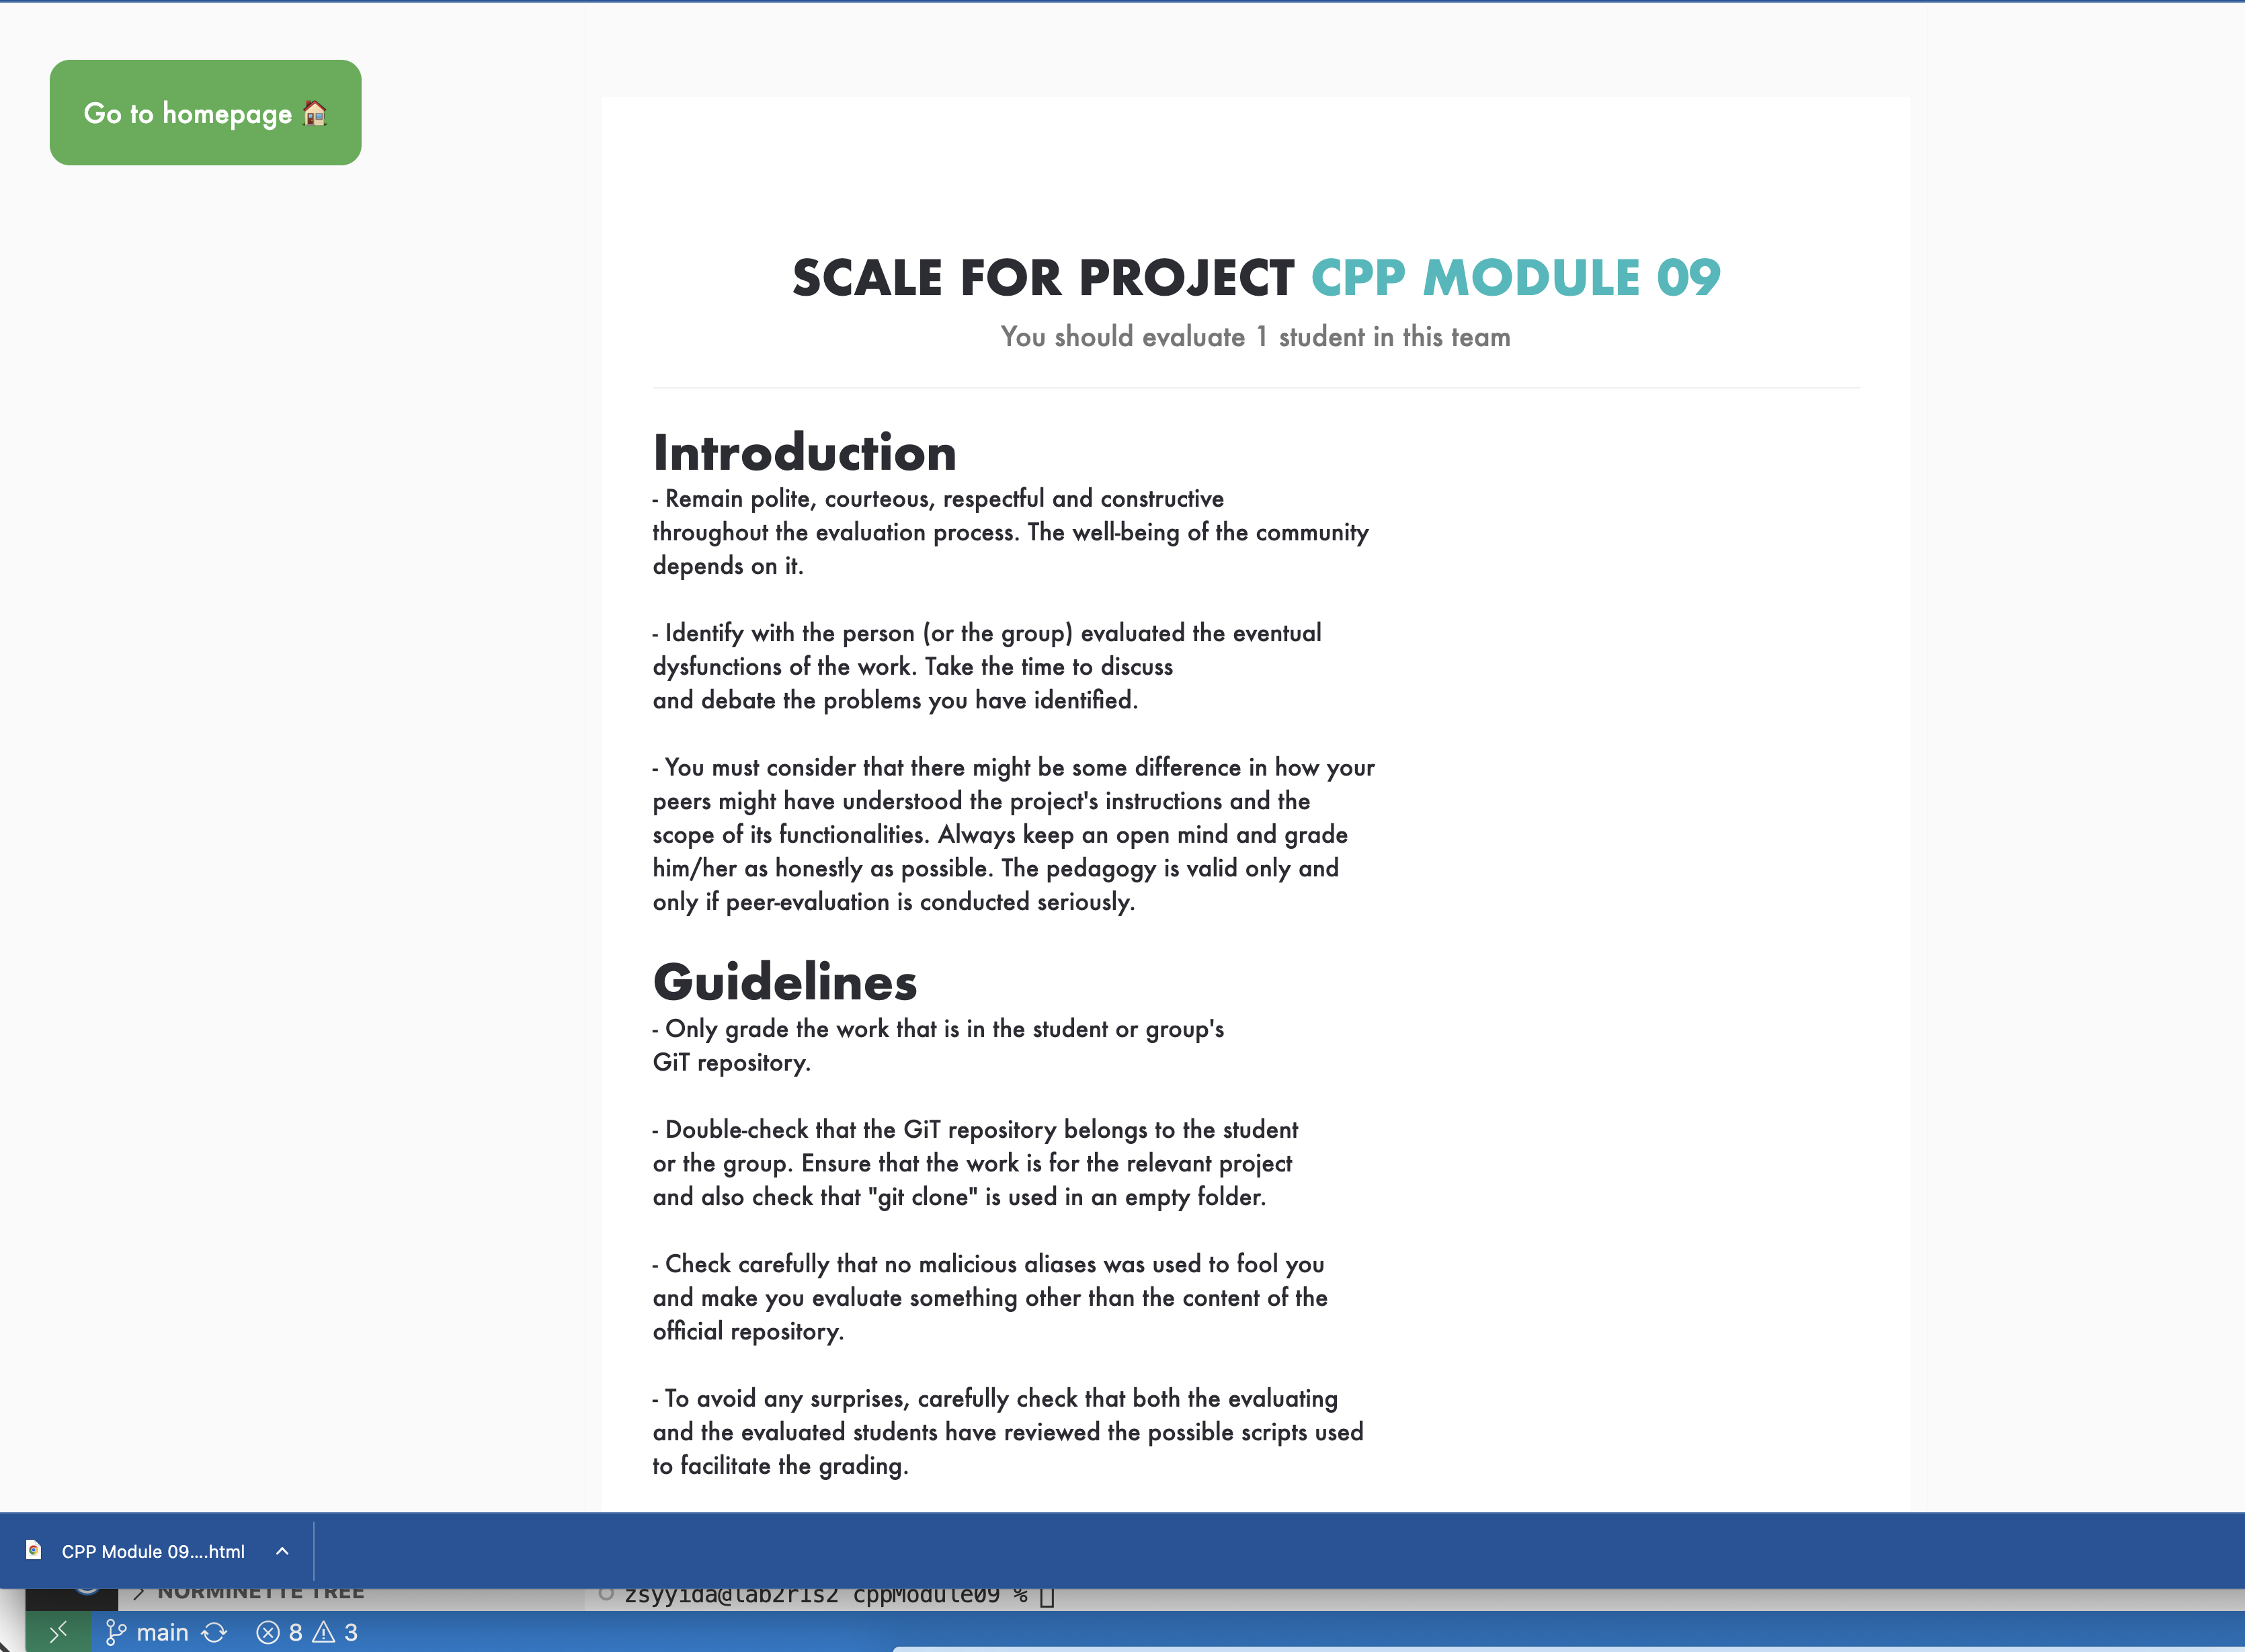 Go to homepage 🏠
SCALE FOR PROJECT CPP MODULE 09
You should evaluate 1 student in this team
Introduction
- Remain polite, courteous, respectful and constructive
throughout the evaluation process. The well-being of the community
depends on it.
- Identify with the person (or the group) evaluated the eventual
dysfunctions of the work. Take the time to discuss
and debate the problems you have identified.
- You must consider that there might be some difference in how your
peers might have understood the project's instructions and the
scope of its functionalities. Always keep an open mind and grade
him/her as honestly as possible. The pedagogy is valid only and
only if peer-evaluation is conducted seriously.
Guidelines
- Only grade the work that is in the student or group's
GiT repository.
- Double-check that the GiT repository belongs to the student
or the group. Ensure that the work is for the relevant project
and also check that "git clone" is used in an empty folder.
- Check carefully that no malicious aliases was used to fool you
and make you evaluate something other than the content of the
official repository.
- To avoid any surprises, carefully check that both the evaluating
and the evaluated students have reviewed the possible scripts used
to facilitate the grading.
CPP Module 09....html
> NORMINETTE TREE
zsyyida@lab2r1s2 cppModule09 %
main 8 3